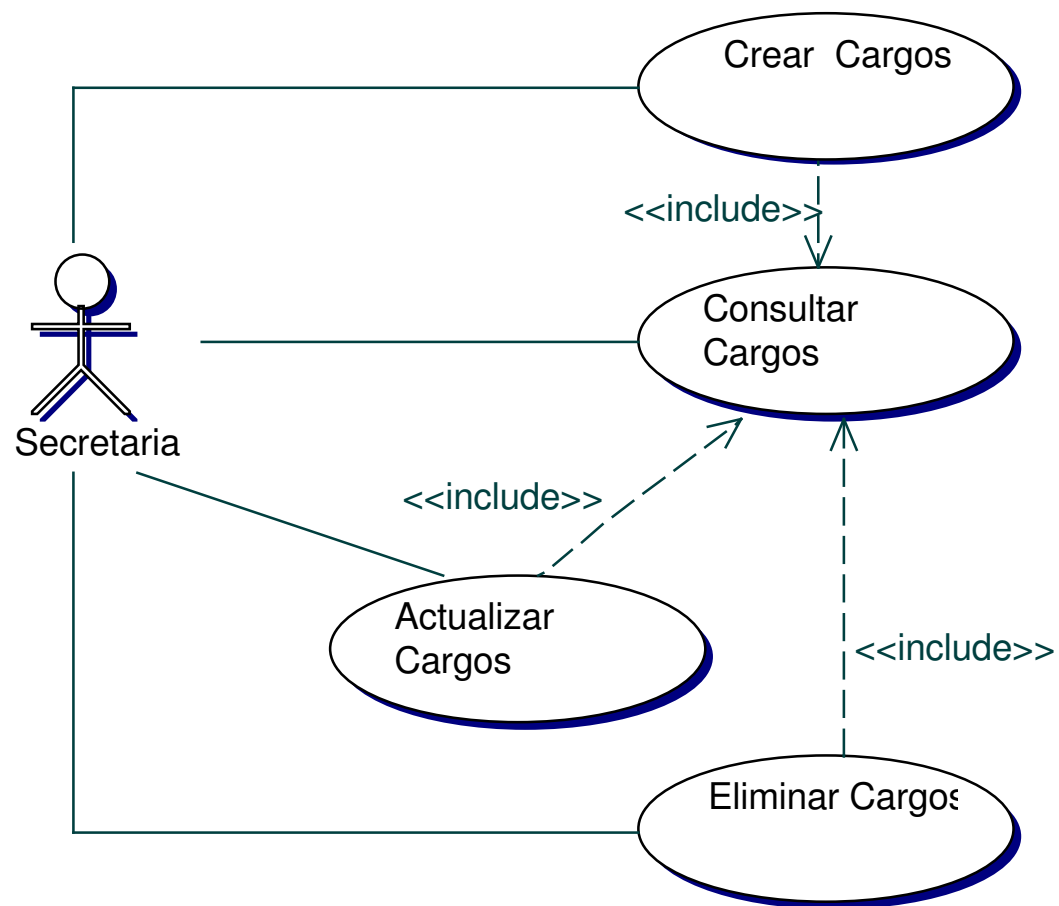 Crear Cargos
<<include>>
Consultar
Cargos
Secretaria
<<include>>
Actualizar
Cargos
<<include>>
Eliminar Cargos